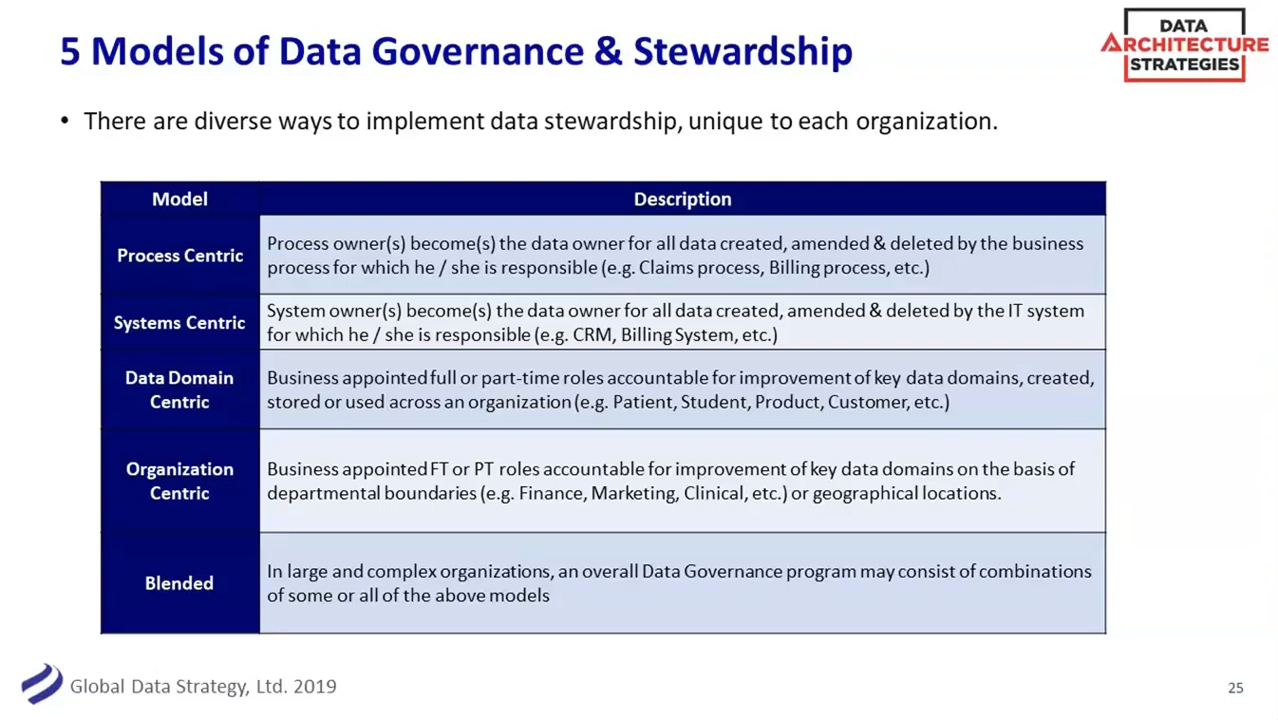 5 Models of Data Governance & Stewardship
DATA
ARCHITECTURE
STRATEGIES
• There are diverse ways to implement data stewardship, unique to each organization.
Model
Description
Process Centric
Process owner(s) become(s) the data owner for all data created, amended & deleted by the business
process for which he / she is responsible (e.g. Claims process, Billing process, etc.)
Systems Centric
System owner(s) become(s) the data owner for all data created, amended & deleted by the IT system
for which he / she is responsible (e.g. CRM, Billing System, etc.)
Data Domain
Centric
Business appointed full or part-time roles accountable for improvement of key data domains, created,
stored or used across an organization (e.g. Patient, Student, Product, Customer, etc.)
Organization
Centric
Business appointed FT or PT roles accountable for improvement of key data domains on the basis of
departmental boundaries (e.g. Finance, Marketing, Clinical, etc.) or geographical locations.
Blended
In large and complex organizations, an overall Data Governance program may consist of combinations
of some or all of the above models
Global Data Strategy, Ltd. 2019
25